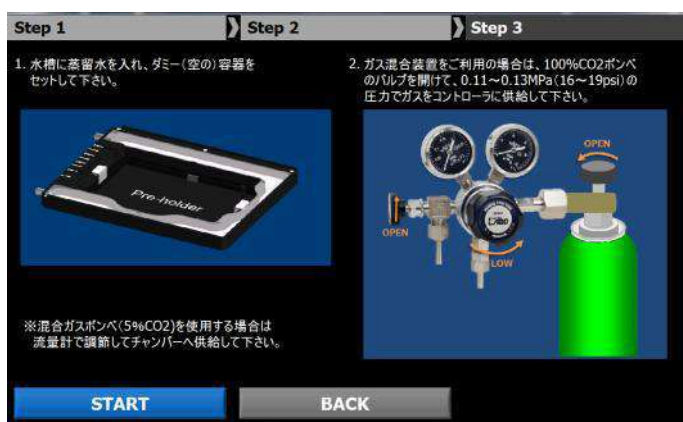 Step 1
Step 2
Step 3
1. 水槽に蒸留水を入れ、ダミー(空の)容器を
セットして下さい。
2. ガス混合装置をご利用の場合は、100%CO2ボンベ
のバルブを開けて、0.11～0.13MPa(16～19psi)の
圧力でガスをコントローラに供給して下さい。
Pre-holder
OPEN
OPEN
LOW
※混合ガスボンベ(5%CO2)を使用する場合は
流量計で調節してチャンバーへ供給して下さい。
START
BACK